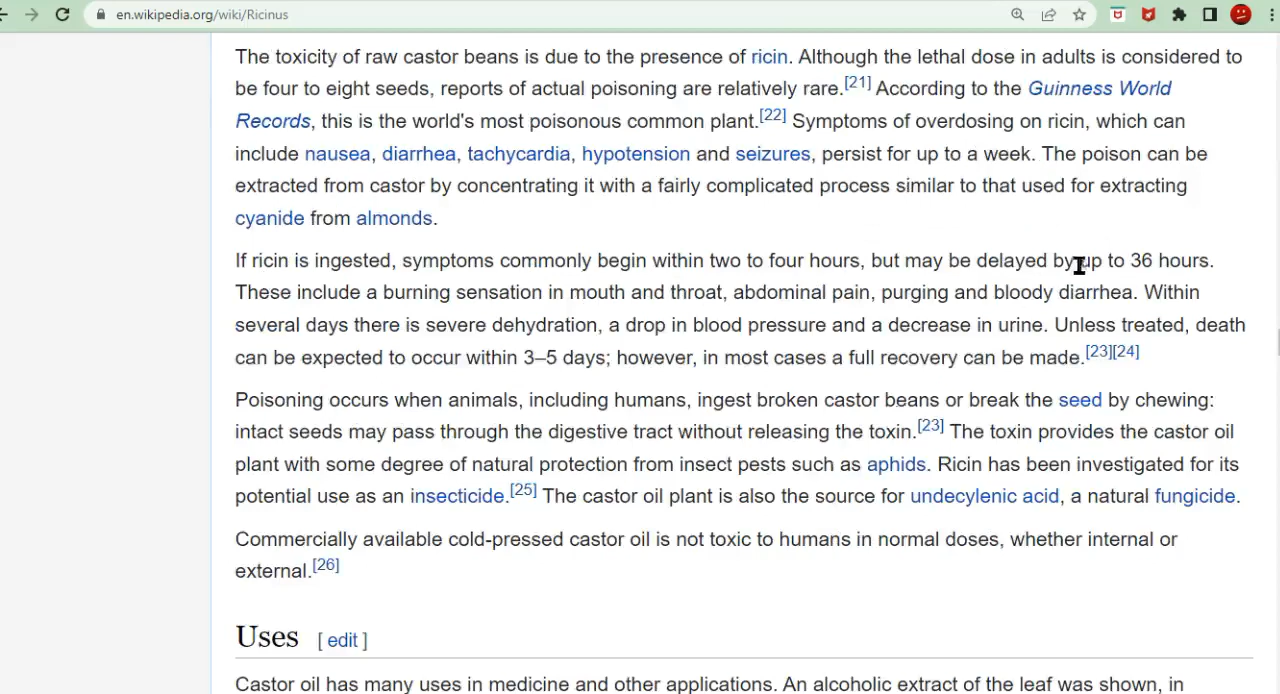 en.wikipedia.org/wiki/Ricinus
The toxicity of raw castor beans is due to the presence of ricin. Although the lethal dose in adults is considered to
be four to eight seeds, reports of actual poisoning are relatively rare.[21] According to the Guinness World
Records, this is the world's most poisonous common plant.[22] Symptoms of overdosing on ricin, which can
include nausea, diarrhea, tachycardia, hypotension and seizures, persist for up to a week. The poison can be
extracted from castor by concentrating it with a fairly complicated process similar to that used for extracting
cyanide from almonds.
If ricin is ingested, symptoms commonly begin within two to four hours, but may be delayed by up to 36 hours.
These include a burning sensation in mouth and throat, abdominal pain, purging and bloody diarrhea. Within
several days there is severe dehydration, a drop in blood pressure and a decrease in urine. Unless treated, death
can be expected to occur within 3–5 days; however, in most cases a full recovery can be made.[23][24]
Poisoning occurs when animals, including humans, ingest broken castor beans or break the seed by chewing:
intact seeds may pass through the digestive tract without releasing the toxin.[23] The toxin provides the castor oil
plant with some degree of natural protection from insect pests such as aphids. Ricin has been investigated for its
potential use as an insecticide.[25] The castor oil plant is also the source for undecylenic acid, a natural fungicide.
Commercially available cold-pressed castor oil is not toxic to humans in normal doses, whether internal or
external.[26]
Uses [ edit ]
Castor oil has many uses in medicine and other applications. An alcoholic extract of the leaf was shown, in